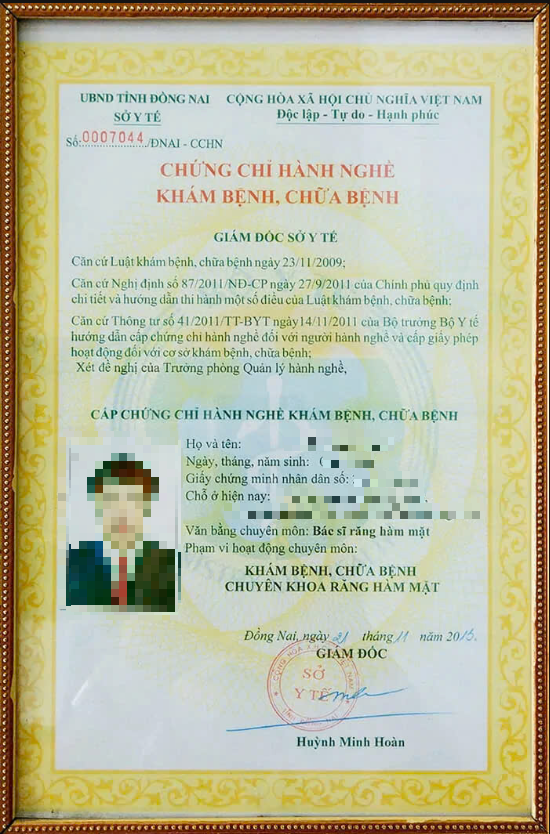 UBND TỈNH ĐỒNG NAI
SỞ Y TẾ
CỘNG HÒA XÃ HỘI CHỦ NGHĨA VIỆT NAM
Độc lập - Tự do - Hạnh phúc
Số:0007044/ĐNAI - CCHN
CHỨNG CHỈ HÀNH NGHỀ
KHÁM BỆNH, CHỮA BỆNH
GIÁM ĐỐC SỞ Y TẾ
Căn cứ Luật khám bệnh, chữa bệnh ngày 23/11/2009;
Căn cứ Nghị định số 87/2011/NĐ-CP ngày 27/9/2011 của Chính phủ quy định
chi tiết và hướng dẫn thi hành một số điều của Luật khám bệnh, chữa bệnh;
Căn cứ Thông tư số 41/2011/TT-BYT ngày14/11/2011 của Bộ trưởng Bộ Y tế
hướng dẫn cấp chứng chỉ hành nghề đối với người hành nghề và cấp giấy phép
hoạt động đối với cơ sở khám bệnh, chữa bệnh;
Xét đề nghị của Trưởng phòng Quản lý hành nghề,
CẤP CHỨNG CHỈ HÀNH NGHỀ KHÁM BỆNH, CHỮA BỆNH
Họ và tên:
Ngày, tháng, năm sinh:
Giấy chứng minh nhân dân số:
Chỗ ở hiện nay:
Văn bằng chuyên môn: Bác sĩ răng hàm mặt
Phạm vi hoạt động chuyên môn:
KHÁM BỆNH, CHỮA BỆNH
CHUYÊN KHOA RĂNG HÀM MẶT
Đồng Nai, ngày 21 tháng 11 năm 2013.
GIÁM ĐỐC
SỞ
Y TẾ
Huỳnh Minh Hoàn